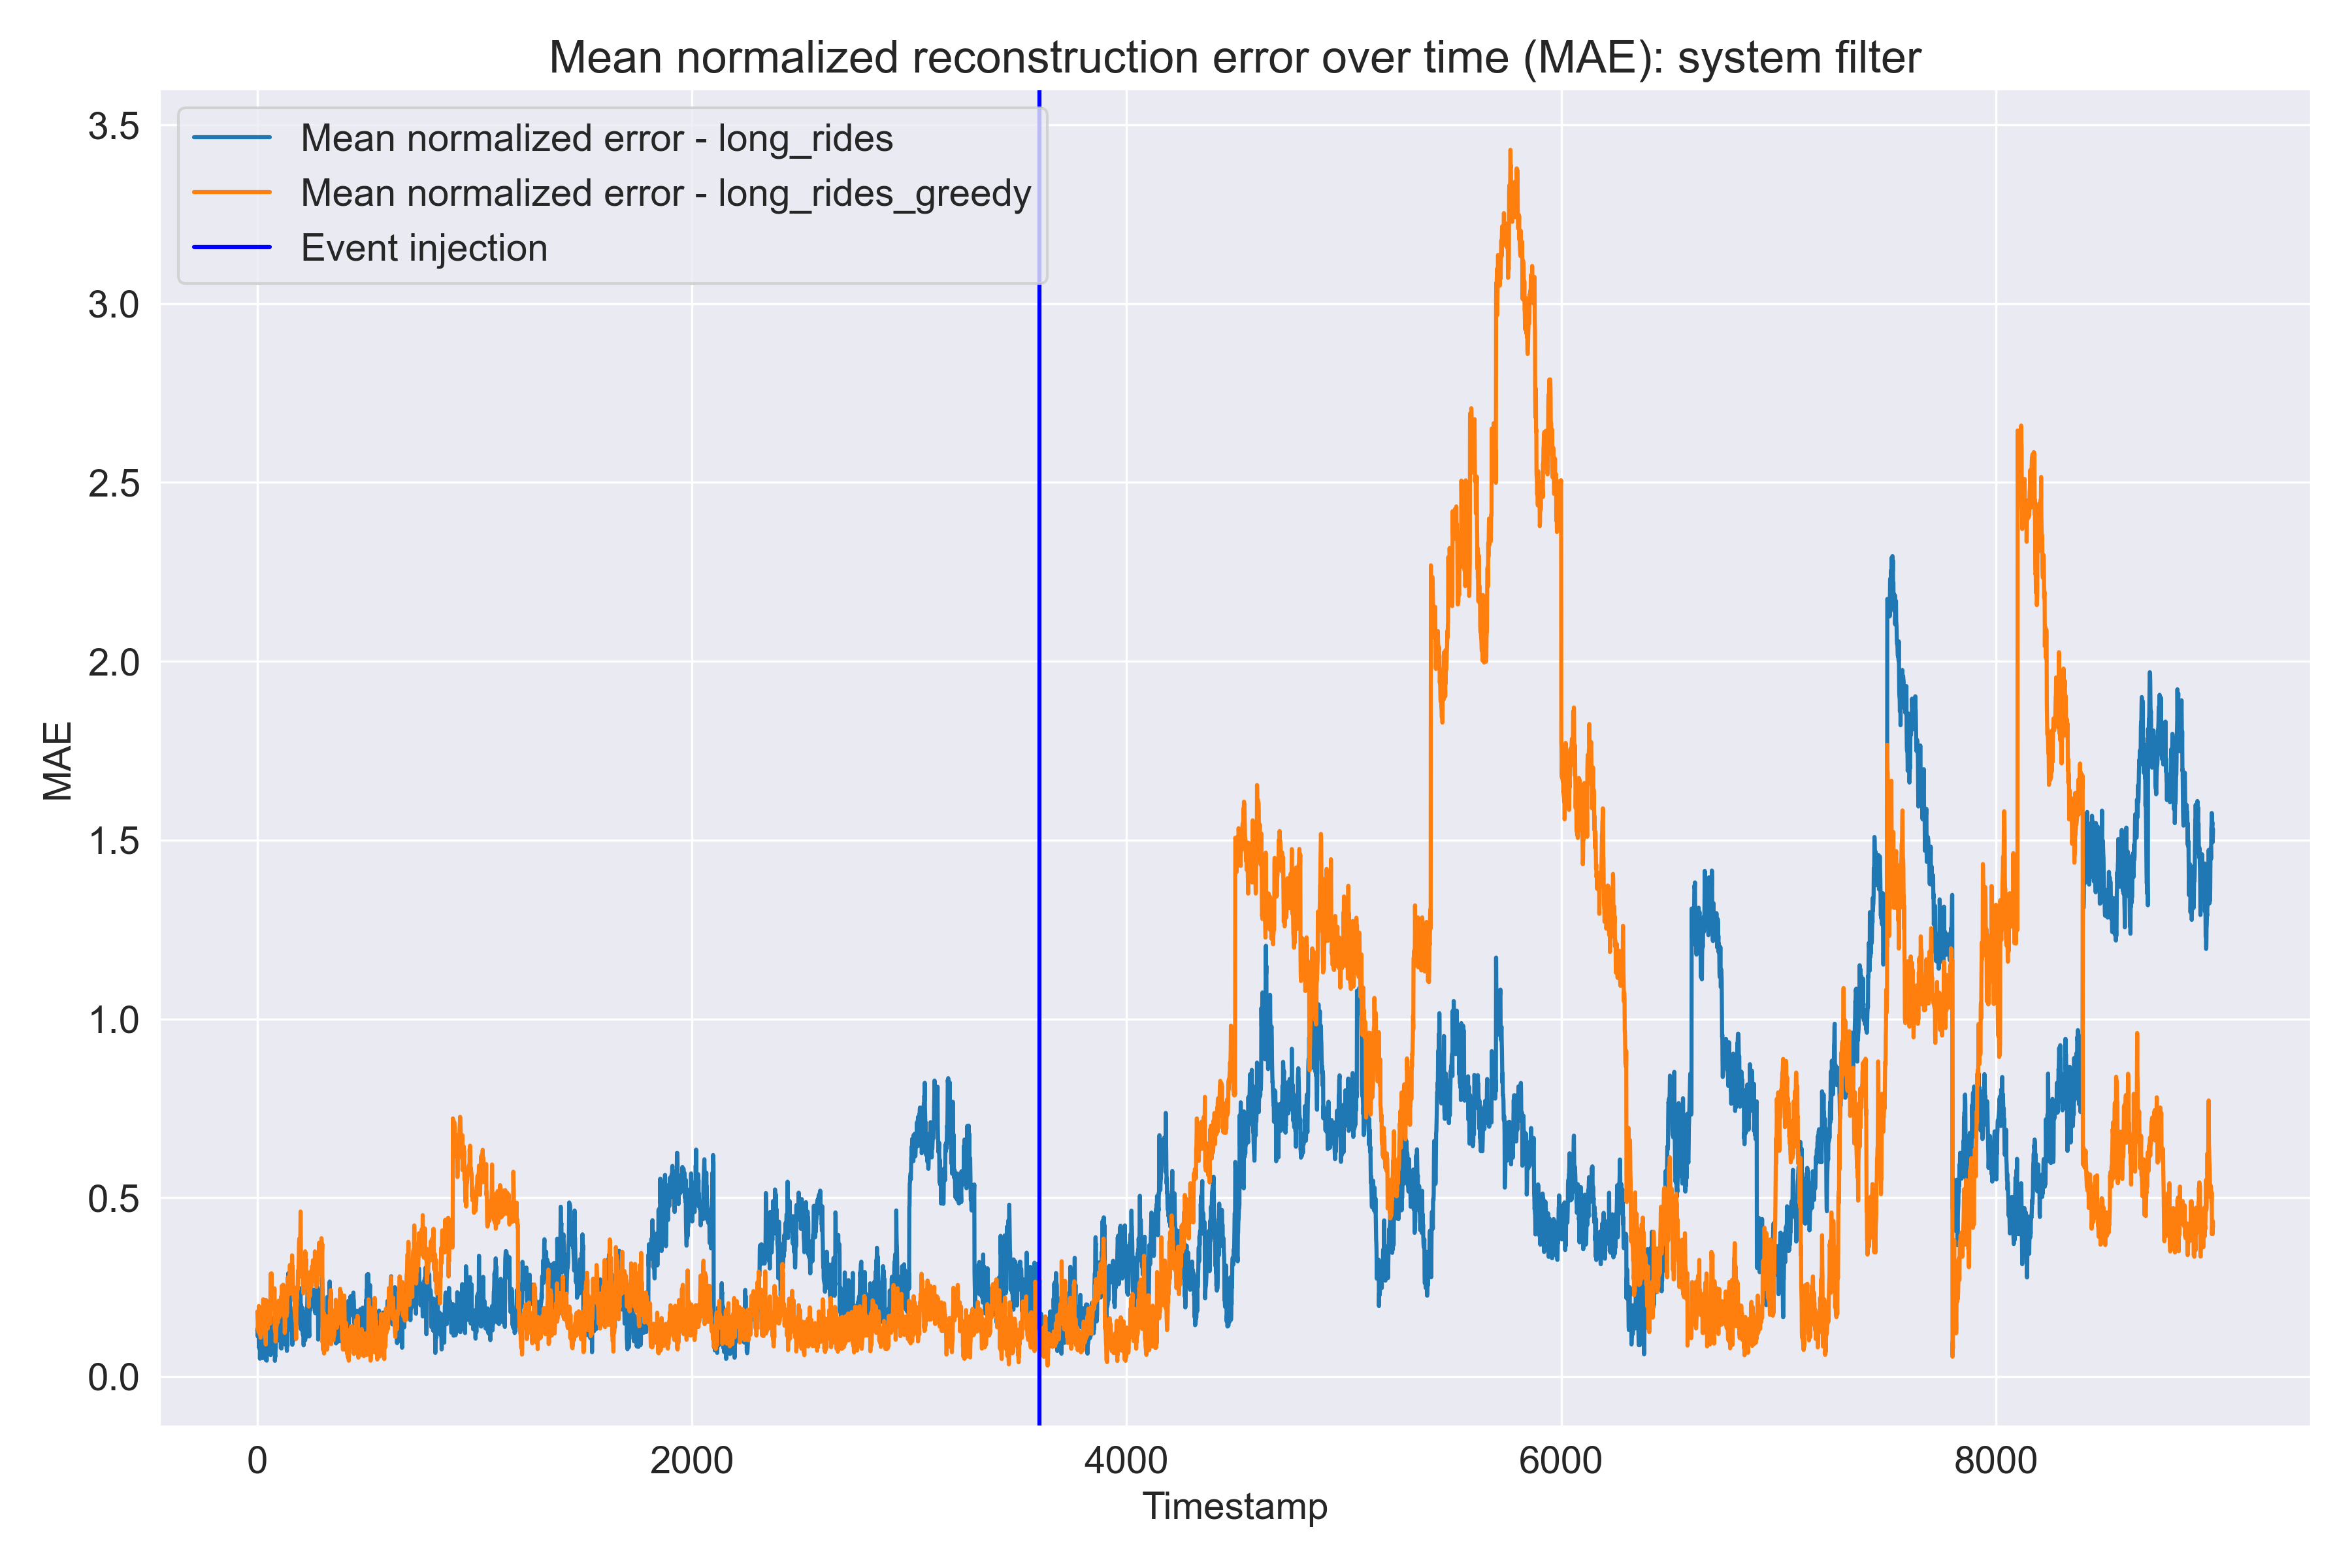 Mean normalized reconstruction error over time (MAE): system filter
Mean normalized error - long_rides
Mean normalized error - long_rides_greedy
Event injection
3.5
3.0
2.5
2.0
1.5
1.0
0.5
0.0
MAE
0 2000 4000 6000 8000
Timestamp